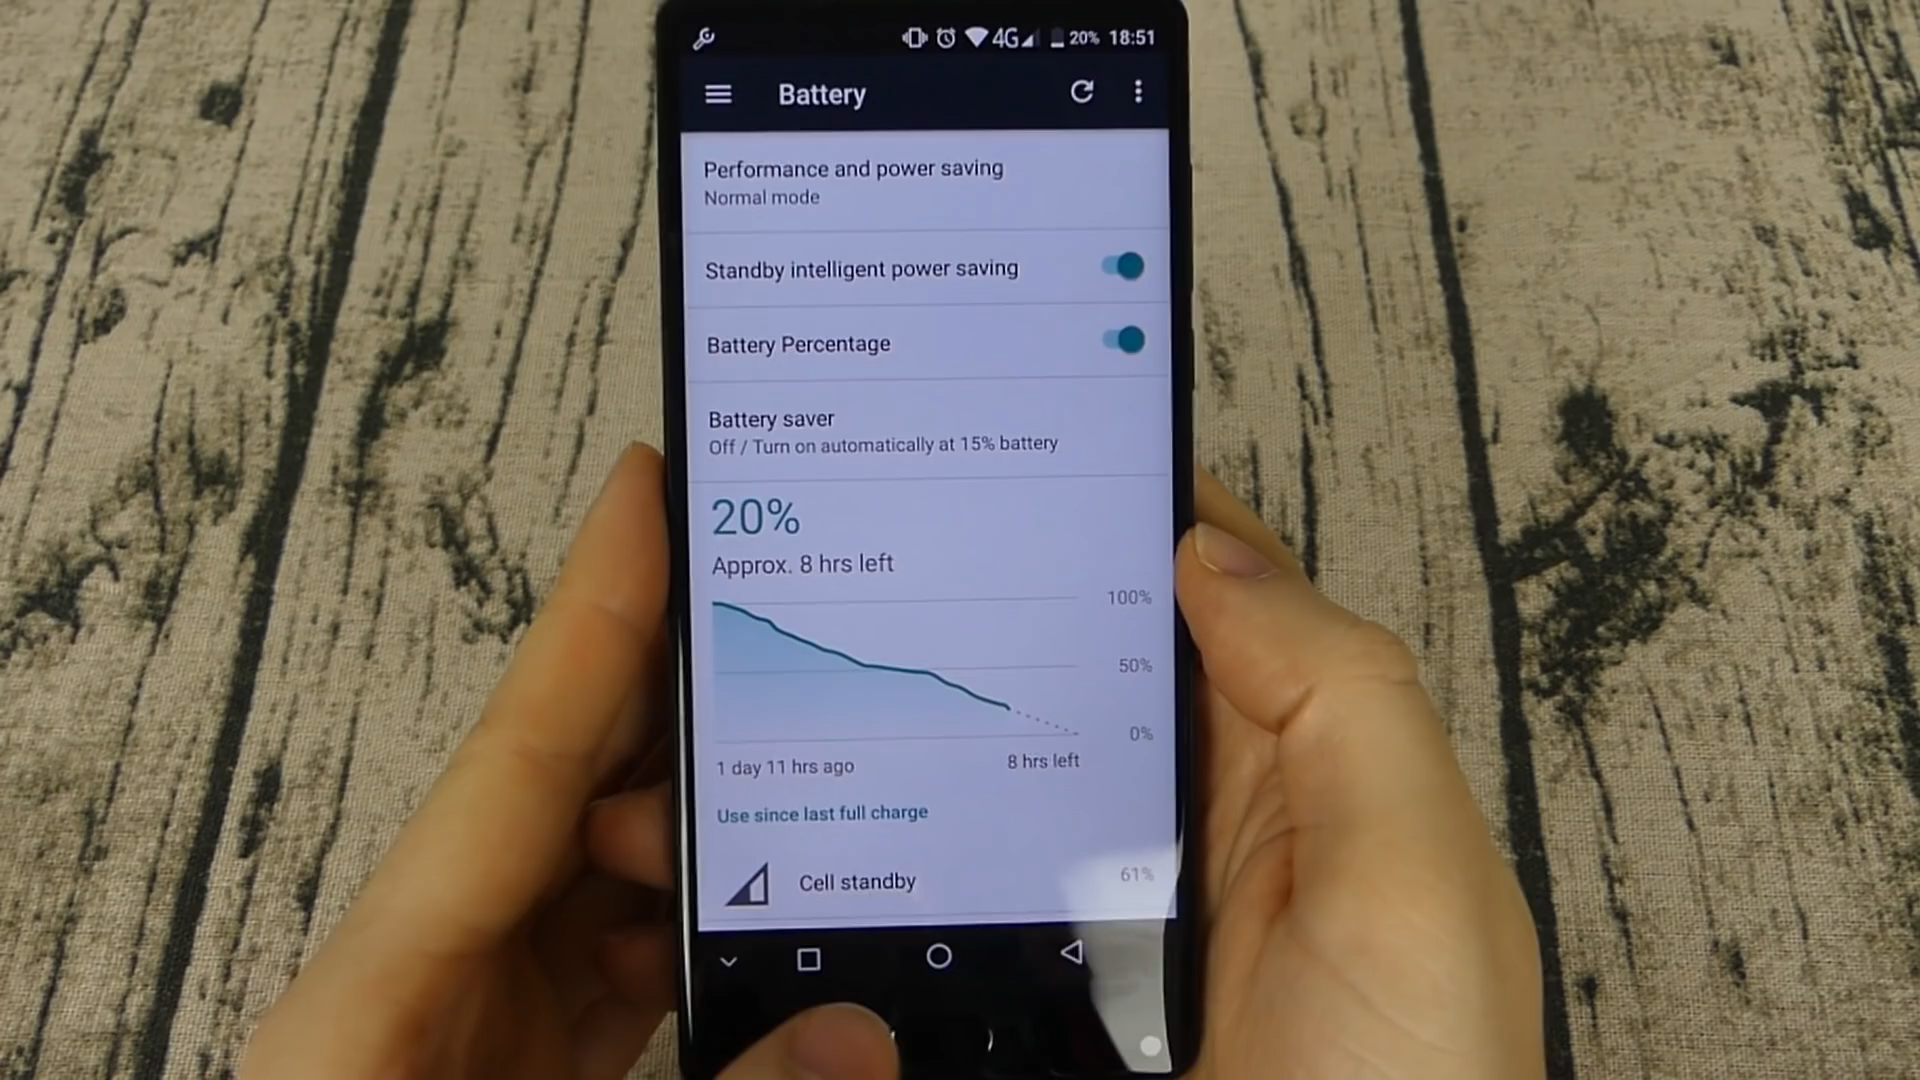 4G 20% 18:51
Battery
Performance and power saving
Normal mode
Standby intelligent power saving
Battery Percentage
Battery saver
Off / Turn on automatically at 15% battery
20%
Approx. 8 hrs left
100%
50%
0%
1 day 11 hrs ago 8 hrs left
Use since last full charge
Cell standby 61%